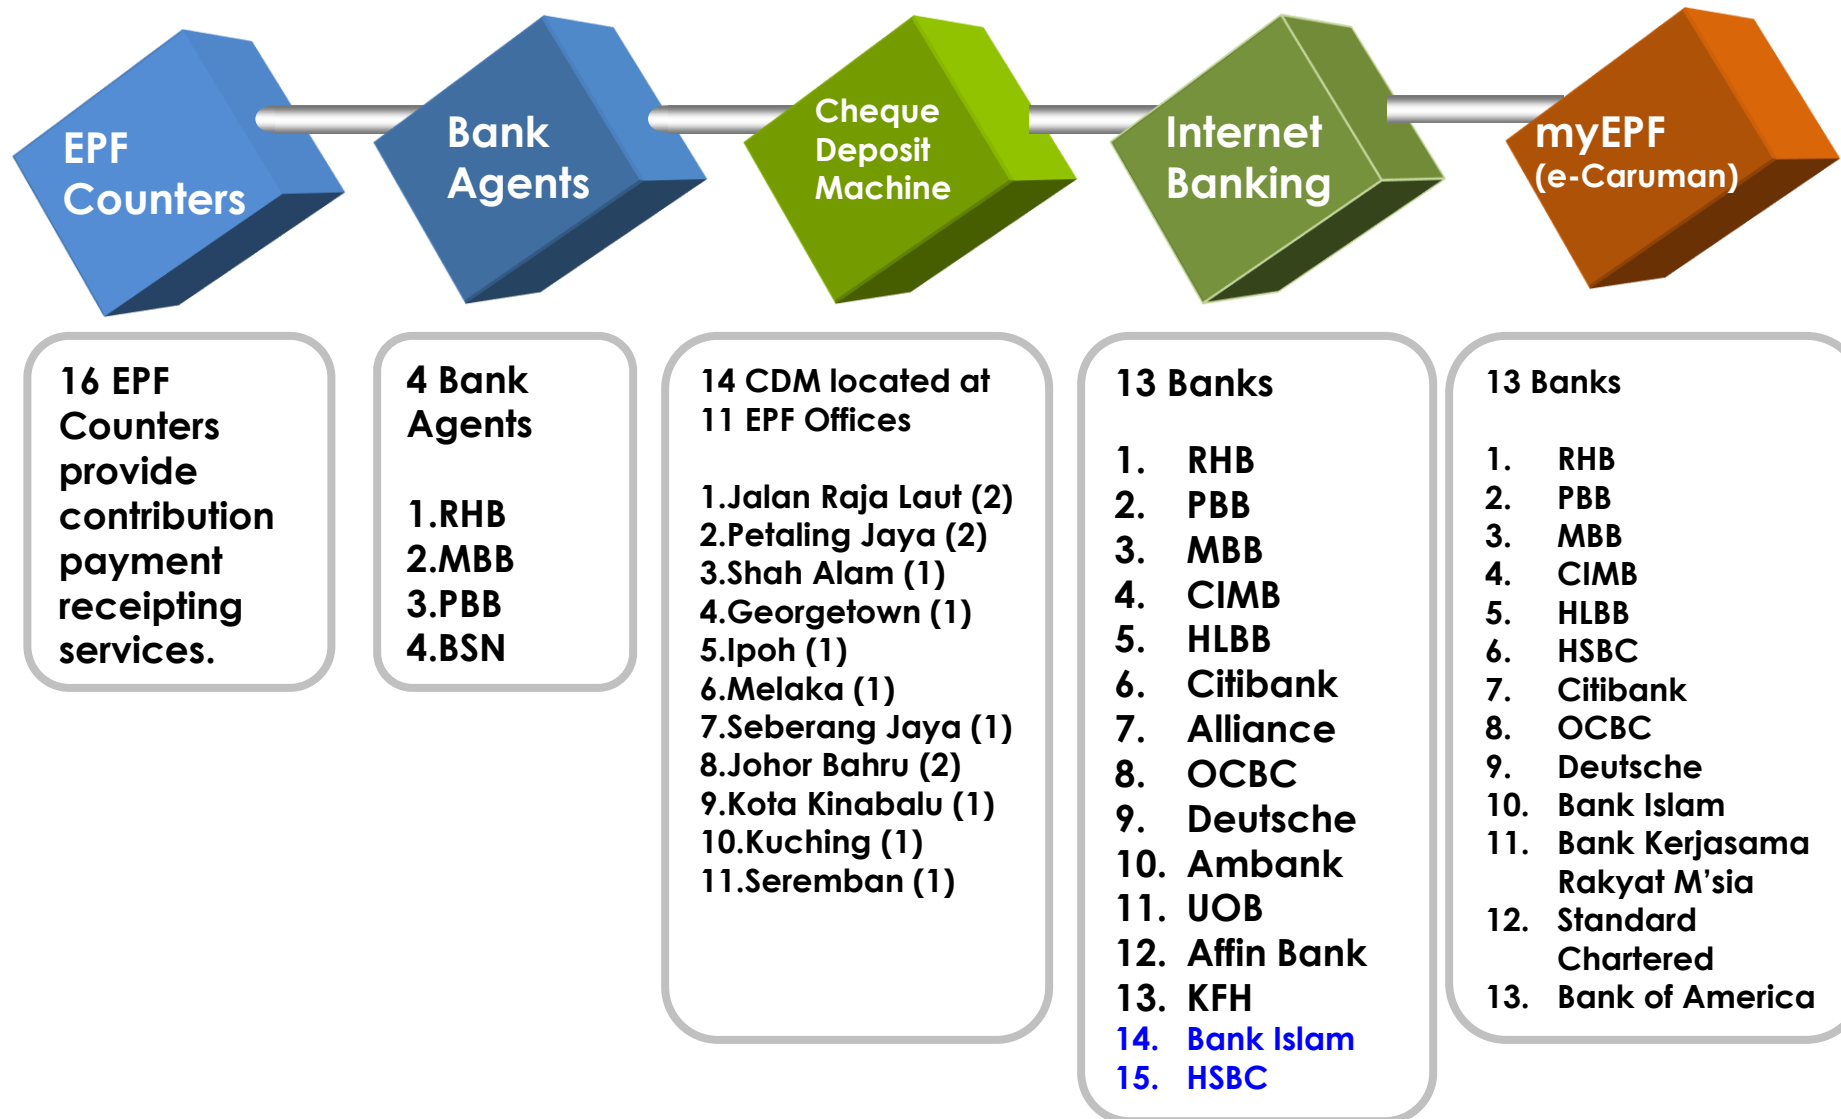 EPF
Counters
Bank
Agents
Cheque
Deposit
Machine
Internet
Banking
myEPF
(e-Caruman)
16 EPF
Counters
provide
contribution
payment
receipting
services.
4 Bank
Agents
1.RHB
2.MBB
3.PBB
4.BSN
14 CDM located at
11 EPF Offices
1.Jalan Raja Laut (2)
2.Petaling Jaya (2)
3.Shah Alam (1)
4.Georgetown (1)
5.Ipoh (1)
6.Melaka (1)
7.Seberang Jaya (1)
8.Johor Bahru (2)
9.Kota Kinabalu (1)
10.Kuching (1)
11.Seremban (1)
13 Banks
1. RHB
2. PBB
3. MBB
4. CIMB
5. HLBB
6. Citibank
7. Alliance
8. OCBC
9. Deutsche
10. Ambank
11. UOB
12. Affin Bank
13. KFH
14. Bank Islam
15. HSBC
13 Banks
1. RHB
2. PBB
3. MBB
4. CIMB
5. HLBB
6. HSBC
7. Citibank
8. OCBC
9. Deutsche
10. Bank Islam
11. Bank Kerjasama
Rakyat M'sia
12. Standard
Chartered
13. Bank of America